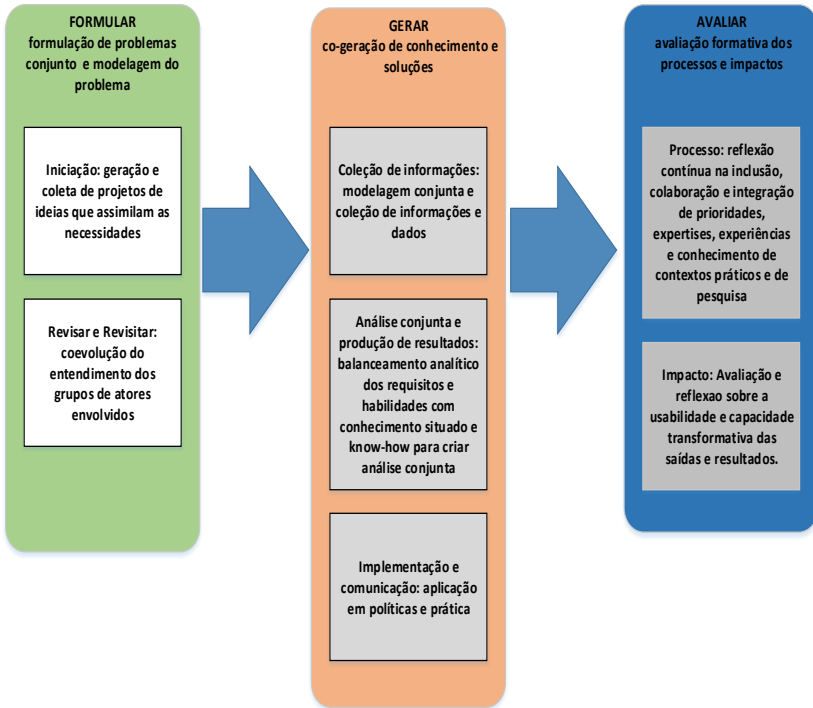 FORMULAR
formulação de problemas
conjunto e modelagem do
problema
Iniciação: geração e
coleta de projetos de
ideias que assimilam as
necessidades
Revisar e Revisitar:
coevolução do
entendimento dos
grupos de atores
envolvidos
GERAR
co-geração de conhecimento e
soluções
Coleção de informações:
modelagem conjunta e
coleção de informações e
dados
Análise conjunta e
produção de resultados:
balanceamento analítico
dos requisitos e
habilidades com
conhecimento situado e
know-how para criar
análise conjunta
Implementação e
comunicação: aplicação
em políticas e prática
AVALIAR
avaliação formativa dos
processos e impactos
Processo: reflexão
contínua na inclusão,
colaboração e integração
de prioridades,
expertises, experiências
e conhecimento de
contextos práticos e de
pesquisa
Impacto: Avaliação e
reflexao sobre a
usabilidade e capacidade
transformativa das
saídas e resultados.